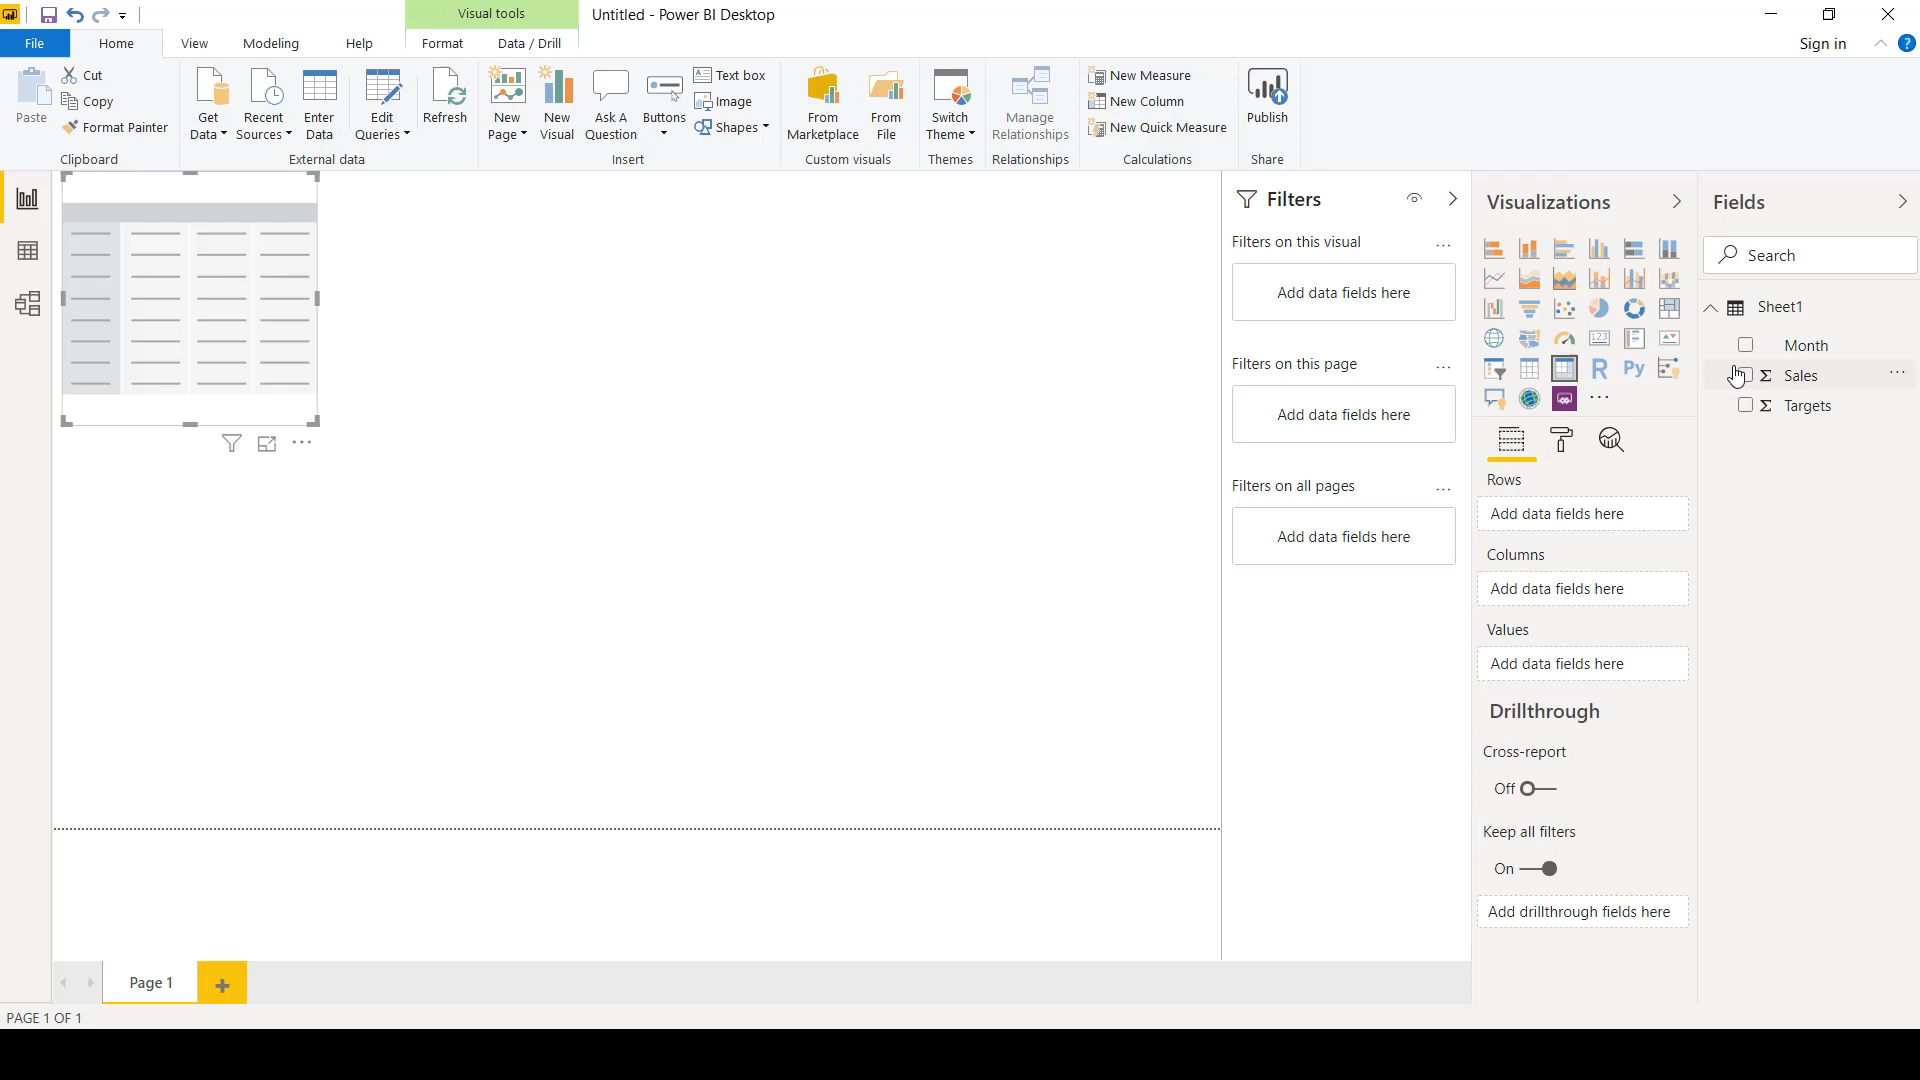 Visual tools
Untitled - Power BI Desktop
File
Home
View
Modeling
Help
Format
Data / Drill
Sign in
?
Paste
Cut
Copy
Format Painter
Clipboard
Get Data
Recent Sources
Enter Data
Edit Queries
Refresh
External data
New Page
New Visual
Ask A Question
Buttons
Text box
Image
Shapes
Insert
From Marketplace
From File
Custom visuals
Switch Theme
Themes
Manage Relationships
Relationships
New Measure
New Column
New Quick Measure
Calculations
Publish
Share
Filters
Filters on this visual
...
Add data fields here
Filters on this page
...
Add data fields here
Filters on all pages
...
Add data fields here
Visualizations
123
R
Py
...
Rows
Add data fields here
Columns
Add data fields here
Values
Add data fields here
Drillthrough
Cross-report
Off
Keep all filters
On
Add drillthrough fields here
Fields
Search
Sheet1
Month
Σ Sales
...
Σ Targets
...
Page 1
+
PAGE 1 OF 1